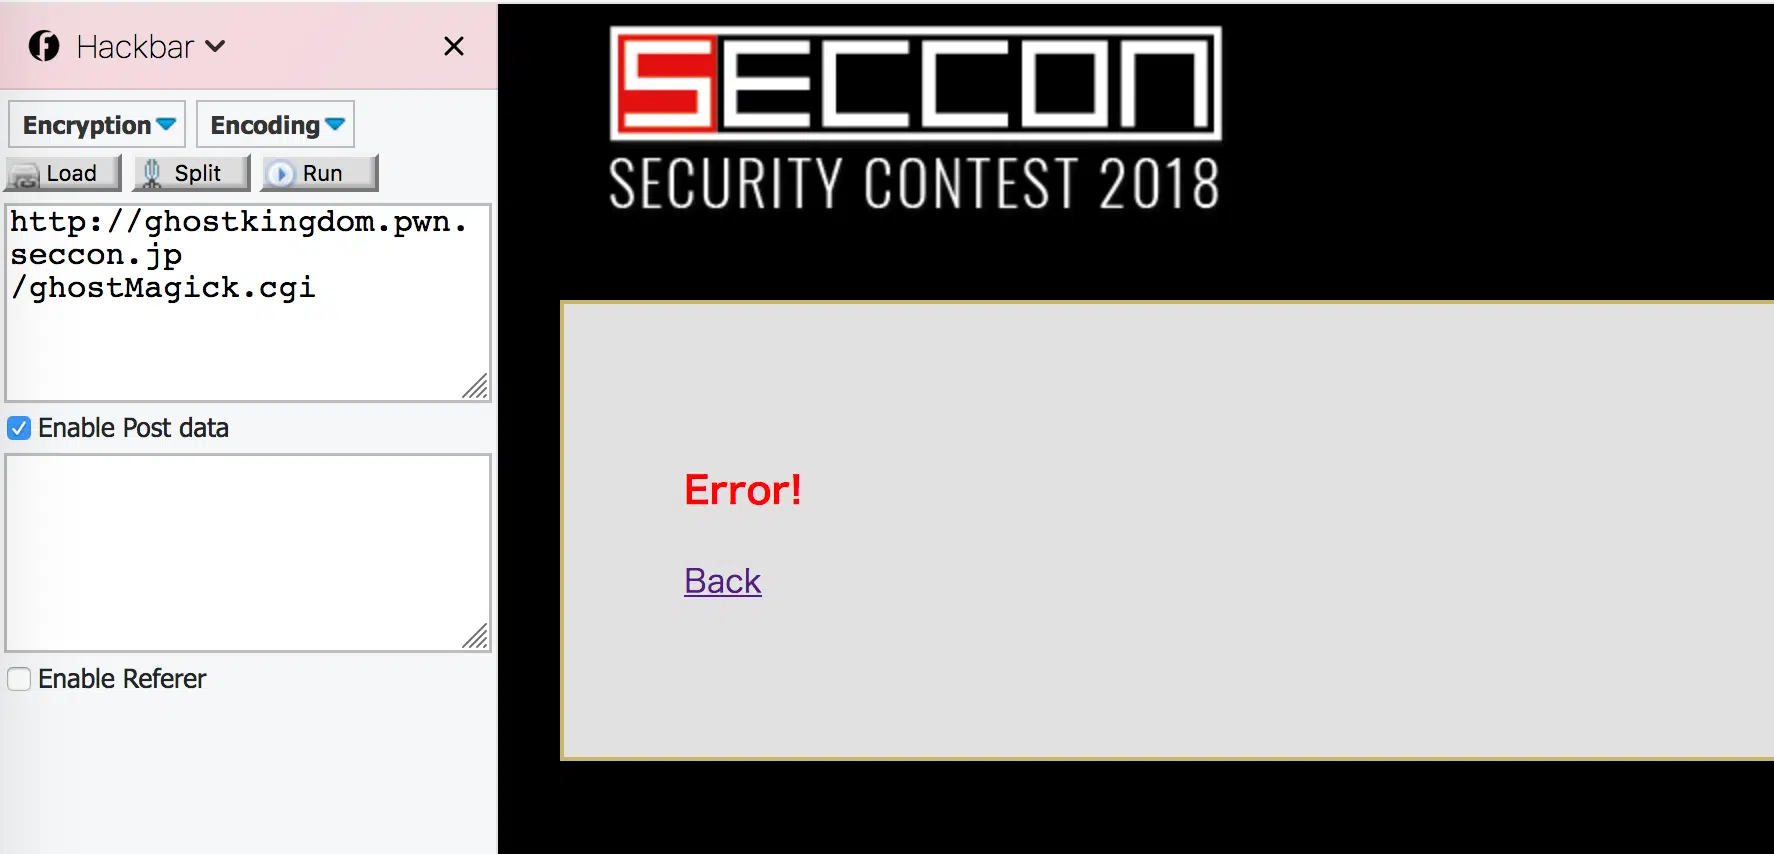 Hackbar
Encryption
Encoding
Load
Split
Run
http://ghostkingdom.pwn.
seccon.jp
/ghostMagick.cgi
Enable Post data
Enable Referer
SECCON
SECURITY CONTEST 2018
Error!
Back